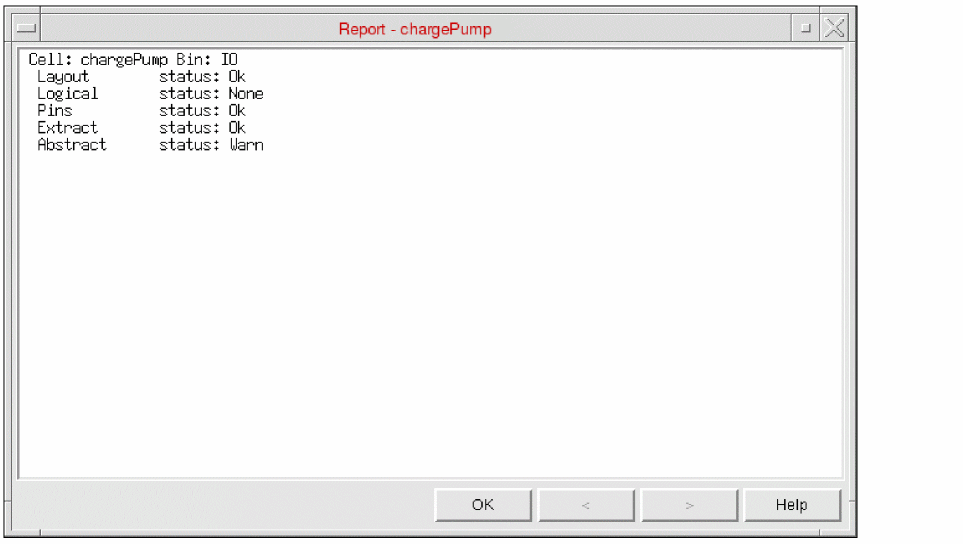 Report - chargePump
Cell: chargePump Bin: IO
Layout status: Ok
Logical status: None
Pins status: Ok
Extract status: Ok
Abstract status: Warn
OK < > Help